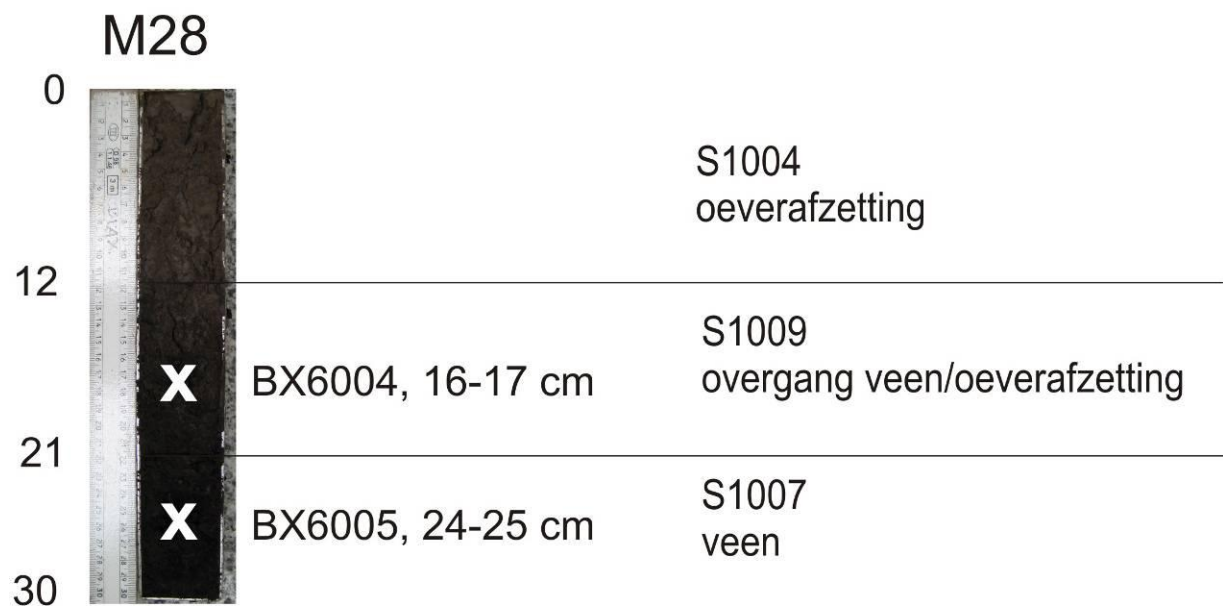 M28
0
S1004
oeverafzetting
12
S1009
overgang veen/oeverafzetting
X
BX6004, 16-17 cm
21
S1007
veen
X
BX6005, 24-25 cm
30